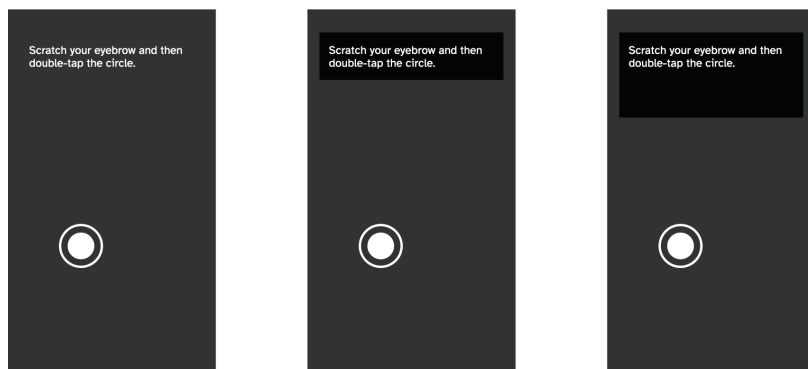 Scratch your eyebrow and then
double-tap the circle.
Scratch your eyebrow and then
double-tap the circle.
Scratch your eyebrow and then
double-tap the circle.